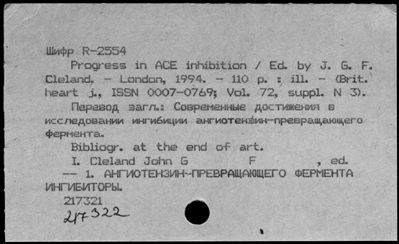 Шифр R-2554
Progress in ACE inhibition / Ed. by J. G. F.
Cleland. - London, 1994. - 110 p. : ill. - (Brit.
heart j., ISSN 0007-0769; Vol. 72, suppl. N 3).
Перевод загл.: Современные достижения в
исследовании ингибиции ангиотензин-превращающего
фермента.
Bibliogr. at the end of art.
I. Cleland John G F , ed.
-- 1. АНГИОТЕНЗИН-ПРЕВРАЩАЮЩЕГО ФЕРМЕНТА
ИНГИБИТОРЫ.
217321
217322